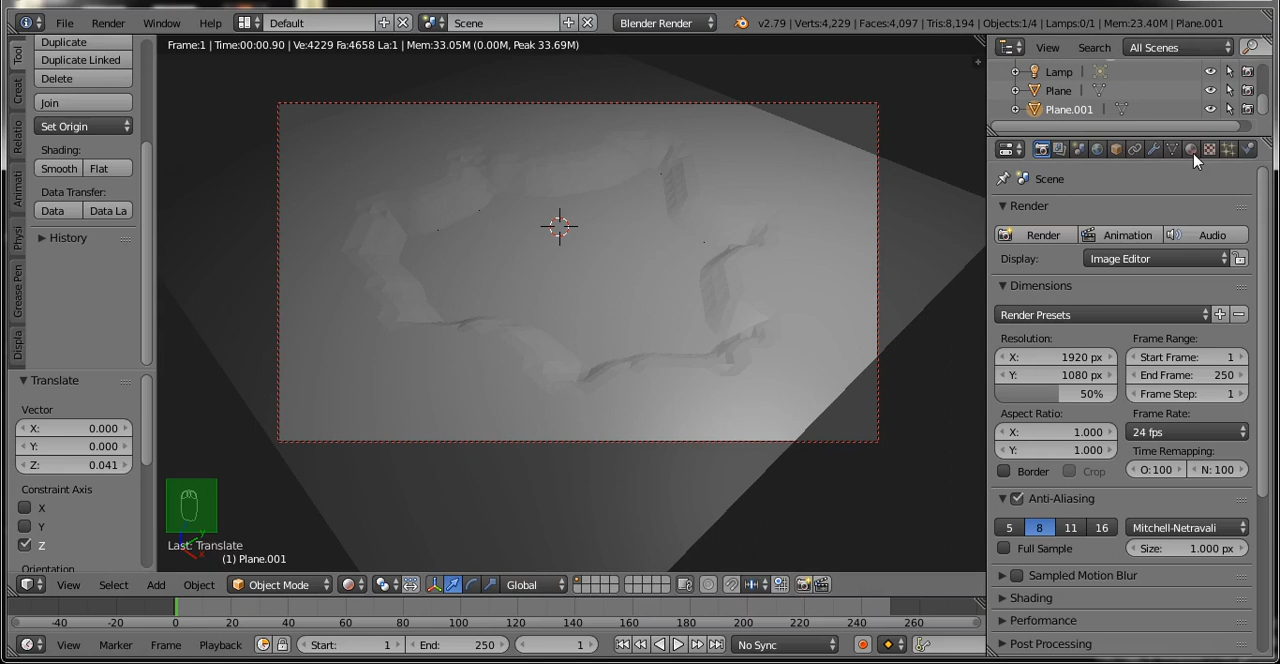 File Render Window Help Default Scene Blender Render v2.79 | Verts:4,229 | Faces:4,097 | Tris:8,194 | Objects:1/4 | Lamps:0/1 | Mem:23.40M | Plane.001
Frame:1 | Time:00:00.90 | Ve:4229 Fa:4658 La:1 | Mem:33.05M (0.00M, Peak 33.69M)
Tool
Creat
Relatio
Animati
Physi
Grease Pen
Displa
Duplicate
Duplicate Linked
Delete
Join
Set Origin
Shading:
Smooth Flat
Data Transfer:
Data Data La
History
Translate
Vector
X: 0.000
Y: 0.000
Z: 0.041
Constraint Axis
X
Y
Z
Orientation
Last: Translate
(1) Plane.001
View Select Add Object Object Mode Global
-40 -20 0 20 40 60 80 100 120 140 160 180 200 220 240 260
View Marker Frame Playback Start: 1 End: 250 1 No Sync
View Search All Scenes
Lamp
Plane
Plane.001
Scene
Render
Render Animation Audio
Display: Image Editor
Dimensions
Render Presets
Resolution: Frame Range:
X: 1920 px Start Frame: 1
Y: 1080 px End Frame: 250
50% Frame Step: 1
Aspect Ratio: Frame Rate:
X: 1.000 24 fps
Y: 1.000 Time Remapping:
Border Crop O: 100 N: 100
Anti-Aliasing
5 8 11 16 Mitchell-Netravali
Full Sample Size: 1.000 px
Sampled Motion Blur
Shading
Performance
Post Processing